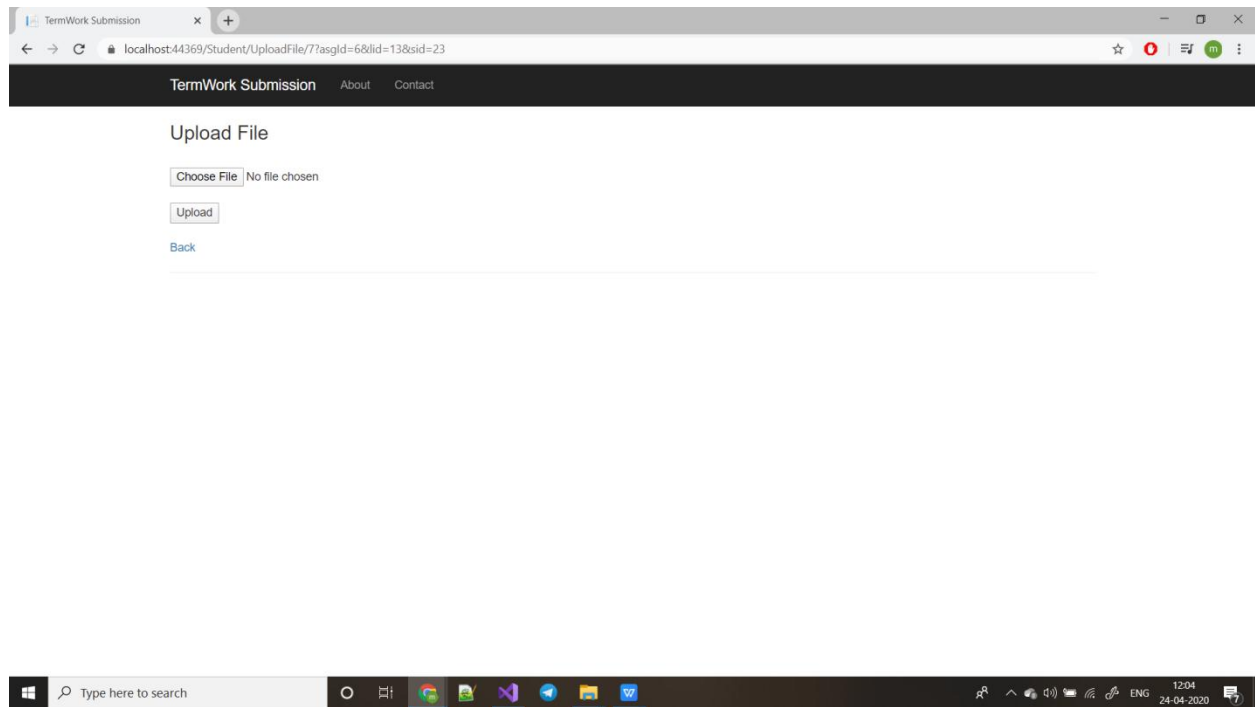 TermWork Submission
localhost:44369/Student/UploadFile/7?asgId=6&lid=13&sid=23
m
TermWork Submission About Contact
Upload File
Choose File No file chosen
Upload
Back
Type here to search
W
ENG
12:04
24-04-2020
7